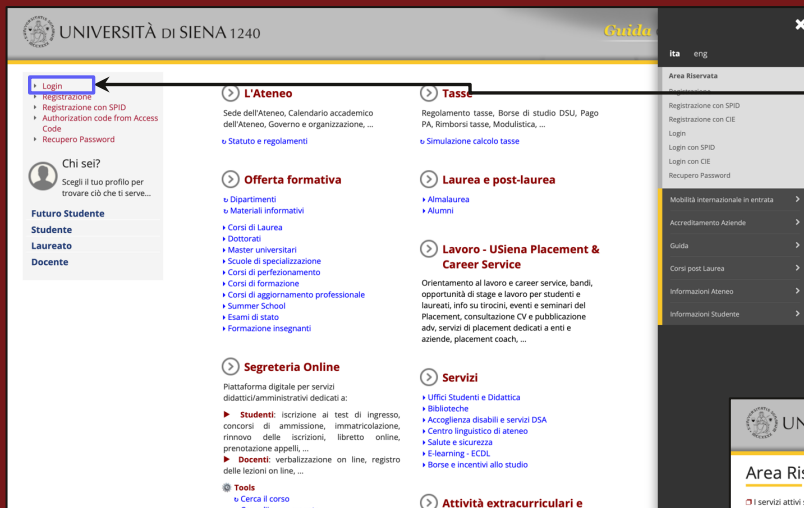 UNIVERSITÀ DI SIENA 1240
Guida
Login
Registrazione
Registrazione con SPID
Authorization code from Access
Code
Recupero Password
Chi sei?
Scegli il tuo profilo per
trovare ciò che ti serve...
Futuro Studente
Studente
Laureato
Docente
L'Ateneo
Sede dell'Ateneo, Calendario accademico
dell'Ateneo, Governo e organizzazione, ...
Statuto e regolamenti
Offerta formativa
Dipartimenti
Materiali informativi
Corsi di Laurea
Dottorati
Master universitari
Scuole di specializzazione
Corsi di perfezionamento
Corsi di formazione
Corsi di aggiornamento professionale
Summer School
Esami di stato
Formazione insegnanti
Segreteria Online
Piattaforma digitale per servizi
didattici/amministrativi dedicati a:
Studenti: iscrizione ai test di ingresso,
concorsi di ammissione, immatricolazione,
rinnovo delle iscrizioni, libretto online,
prenotazione appelli, ...
Docenti: verbalizzazione on line, registro
delle lezioni on line, ...
Tools
Cerca il corso
Tasse
Regolamento tasse, Borse di studio DSU, Pago
PA, Rimborsi tasse, Modulistica, ...
Simulazione calcolo tasse
Laurea e post-laurea
Almalaurea
Alumni
Lavoro - USiena Placement &
Career Service
Orientamento al lavoro e career service, bandi,
opportunità di stage e lavoro per studenti e
laureati, info su tirocini, eventi e seminari del
Placement, consultazione CV e pubblicazione
adv, servizi di placement dedicati a enti e
aziende, placement coach, ...
Servizi
Uffici Studenti e Didattica
Biblioteche
Accoglienza disabili e servizi DSA
Centro linguistico di ateneo
Salute e sicurezza
E-learning - ECDL
Borse e incentivi allo studio
Attività extracurriculari e
ita eng
Area Riservata
Registrazione
Registrazione con SPID
Registrazione con CIE
Login
Login con SPID
Login con CIE
Recupero Password
Mobilità internazionale in entrata
Accreditamento Aziende
Guida
Corsi post Laurea
Informazioni Ateneo
Informazioni Studente
UN
Area Ris
I servizi attivi s